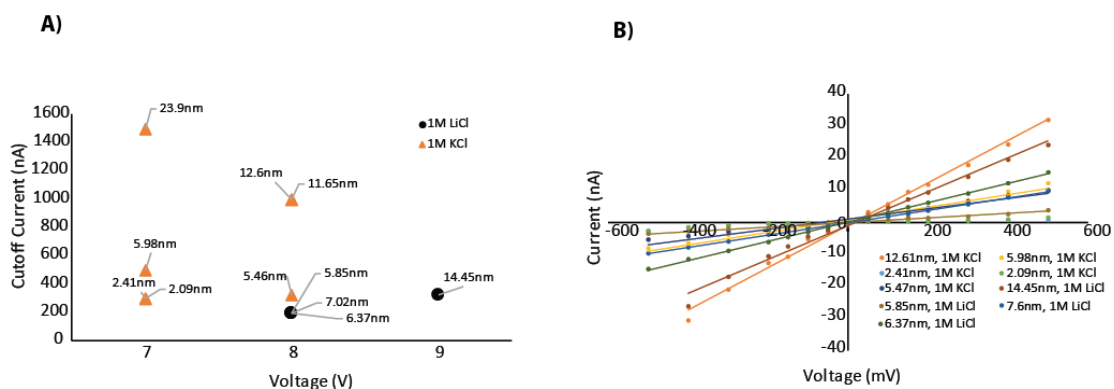 A)
Cutoff Current (nA)
1600
1400
1200
1000
800
600
400
200
0
23.9nm
5.98nm
2.41nm
2.09nm
12.6nm
11.65nm
5.46nm
5.85nm
7.02nm
6.37nm
14.45nm
1M LiCl
1M KCl
7 8 9
Voltage (V)
B)
Current (nA)
40
30
20
10
0
-10
-20
-30
-40
-600 -400 -200 0 200 400 600
12.61nm, 1M KCl 5.98nm, 1M KCl
2.41nm, 1M KCl 2.09nm, 1M KCl
5.47nm, 1M KCl 14.45nm, 1M LiCl
5.85nm, 1M LiCl 7.6nm, 1M LiCl
6.37nm, 1M LiCl
Voltage (mV)